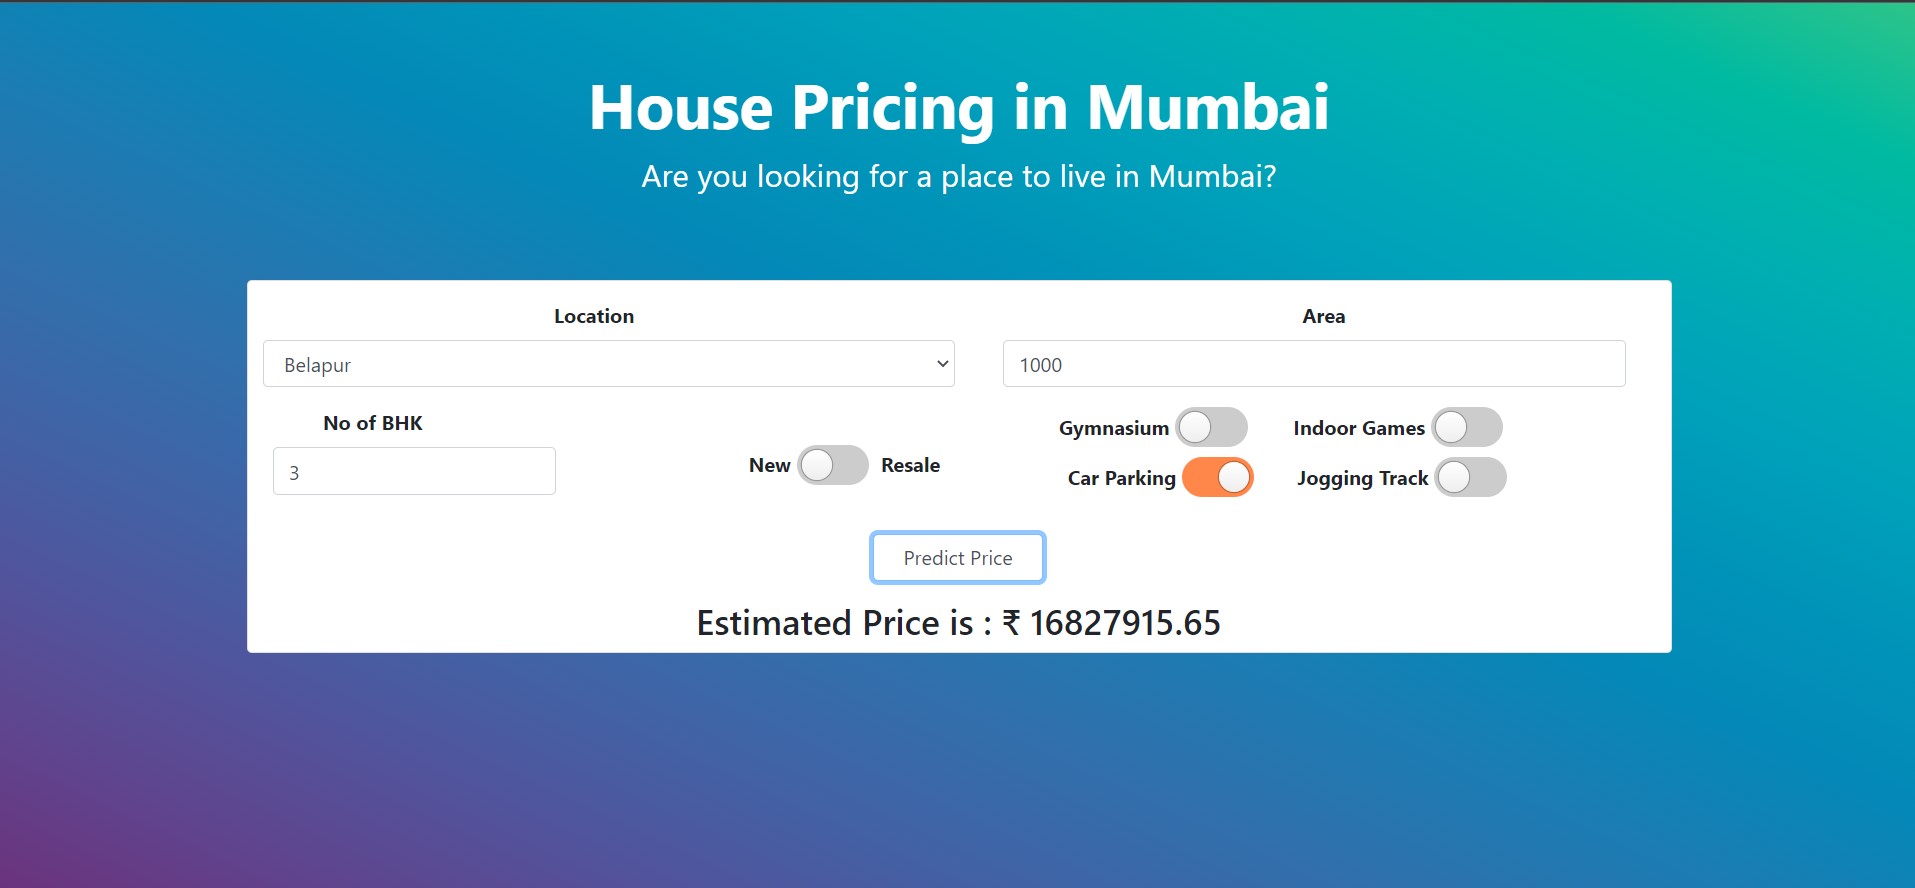 House Pricing in Mumbai
Are you looking for a place to live in Mumbai?
Location
Area
Belapur
1000
No of BHK
3
New
Resale
Gymnasium
Indoor Games
Car Parking
Jogging Track
Predict Price
Estimated Price is : ₹ 16827915.65